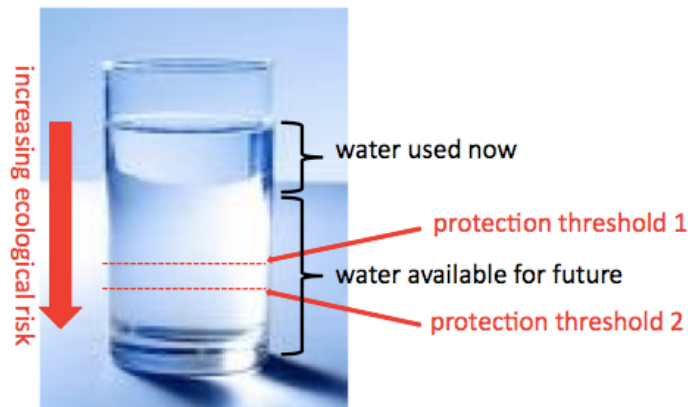 increasing ecological risk
water used now
protection threshold 1
water available for future
protection threshold 2